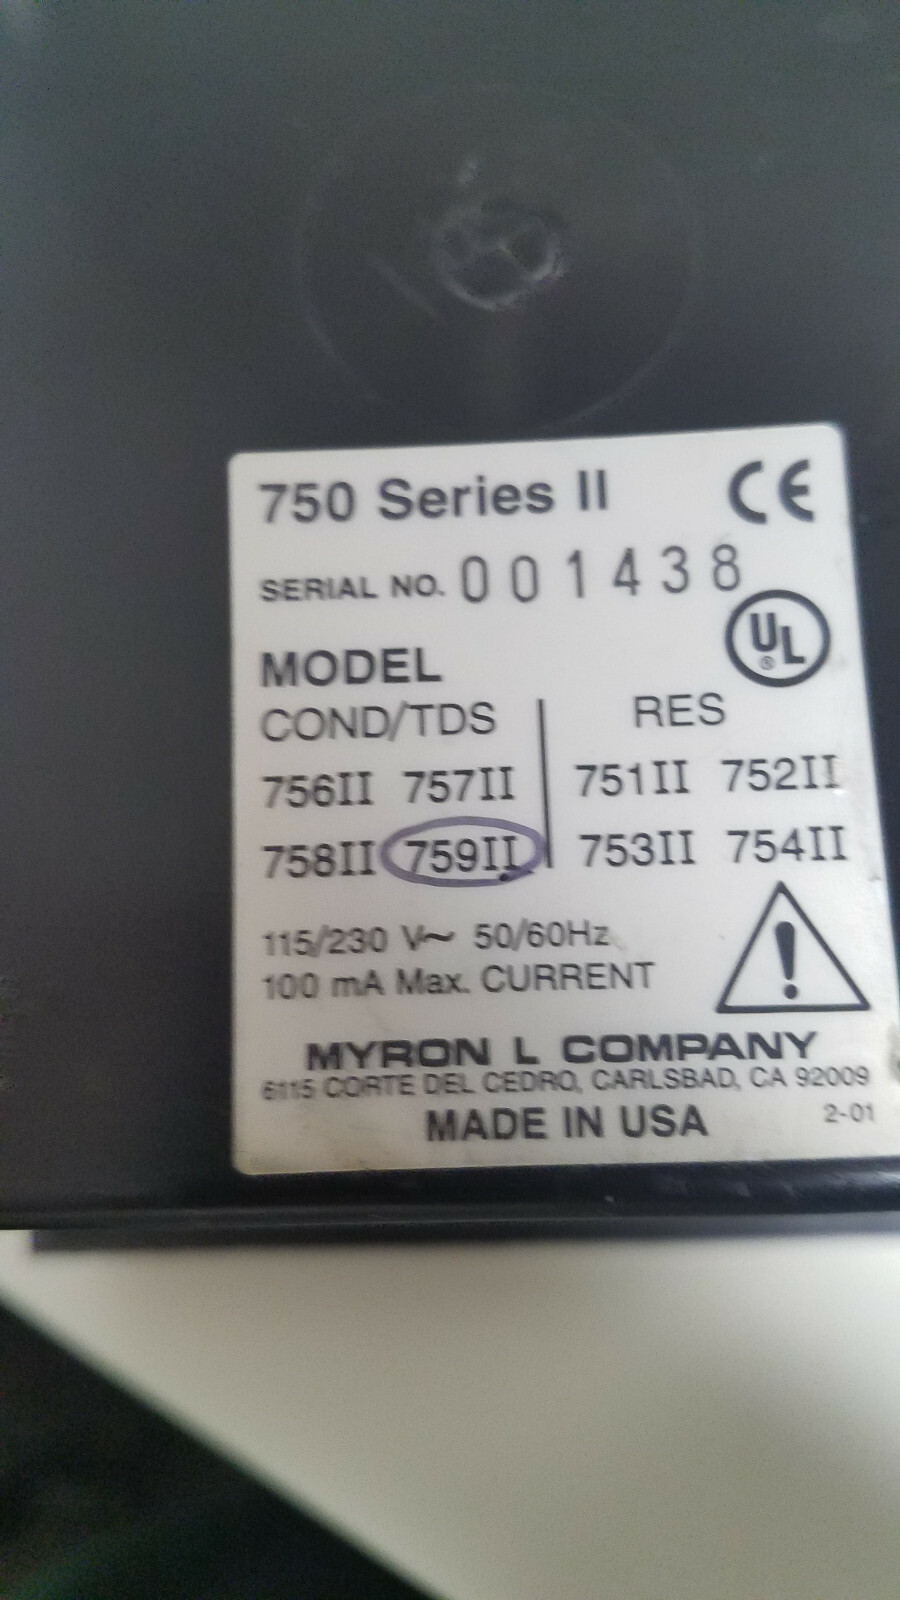 750 Series II CE
SERIAL NO. 001438
UL
®
MODEL
COND/TDS RES
756II 757II 751II 752II
758II 759II 753II 754II
115/230 V~ 50/60Hz
100 mA Max. CURRENT
!
MYRON L COMPANY
6115 CORTE DEL CEDRO, CARLSBAD, CA 92009
MADE IN USA 2-01